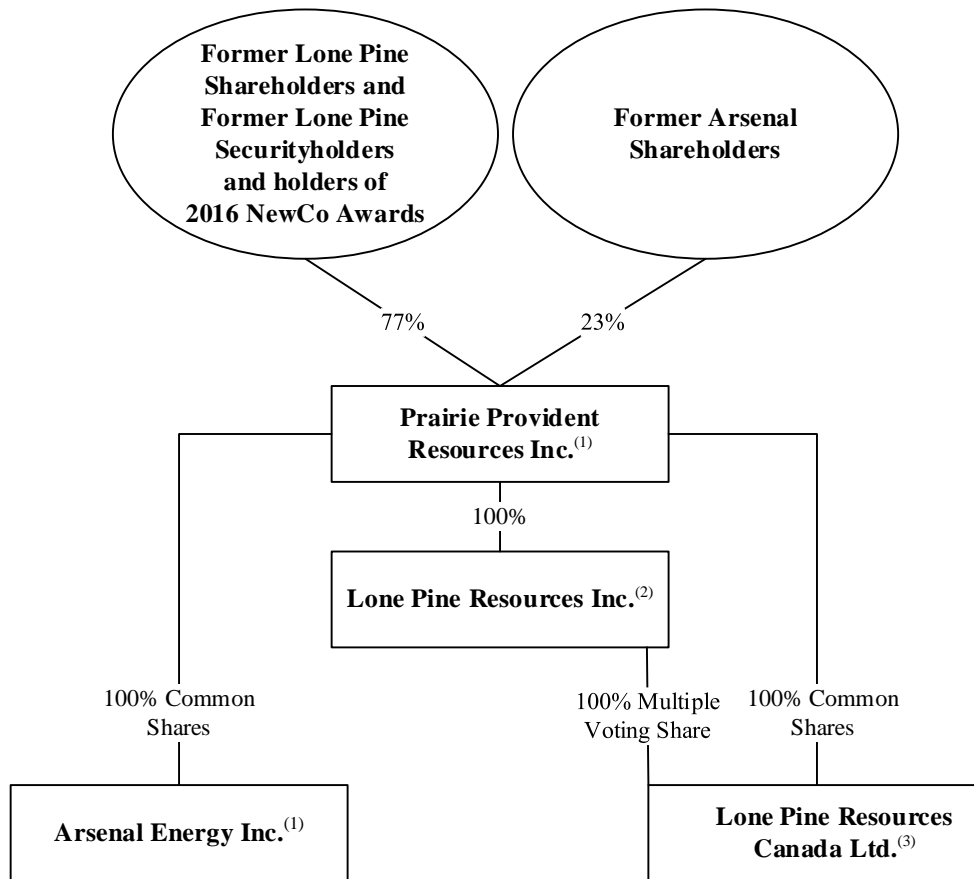 Former Lone Pine
Shareholders and
Former Lone Pine
Securityholders
and holders of
2016 NewCo Awards
Former Arsenal
Shareholders
77%
23%
Prairie Provident
Resources Inc.(1)
100%
Lone Pine Resources Inc.(2)
100% Common
Shares
100% Multiple
Voting Share
100% Common
Shares
Arsenal Energy Inc.(1)
Lone Pine Resources
Canada Ltd.(3)